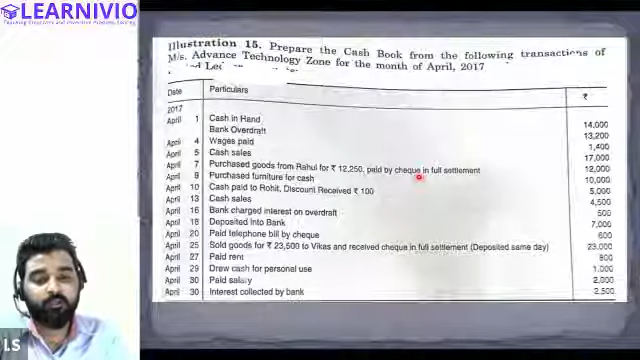 LEARNIVIO
Illustration 15. Prepare the Cash Book from the following transactions of
M/s. Advance Technology Zone for the month of April, 2017
Date Particulars ₹
2017
April 1 Cash in Hand 14,000
Bank Overdraft 13,200
April 4 Wages paid 1,400
April 5 Cash sales 17,000
April 7 Purchased goods from Rahul for ₹ 12,250, paid by cheque in full settlement 12,000
April 9 Purchased furniture for cash 10,000
April 10 Cash paid to Rohit, Discount Received ₹ 100 5,000
April 13 Cash sales 4,500
April 16 Bank charged interest on overdraft 500
April 18 Deposited into Bank 7,000
April 20 Paid telephone bill by cheque 600
April 25 Sold goods for ₹ 23,500 to Vikas and received cheque in full settlement (Deposited same day) 23,000
April 27 Paid rent 800
April 29 Drew cash for personal use 1,000
April 30 Paid salary 2,000
April 30 Interest collected by bank 2,500
I.S